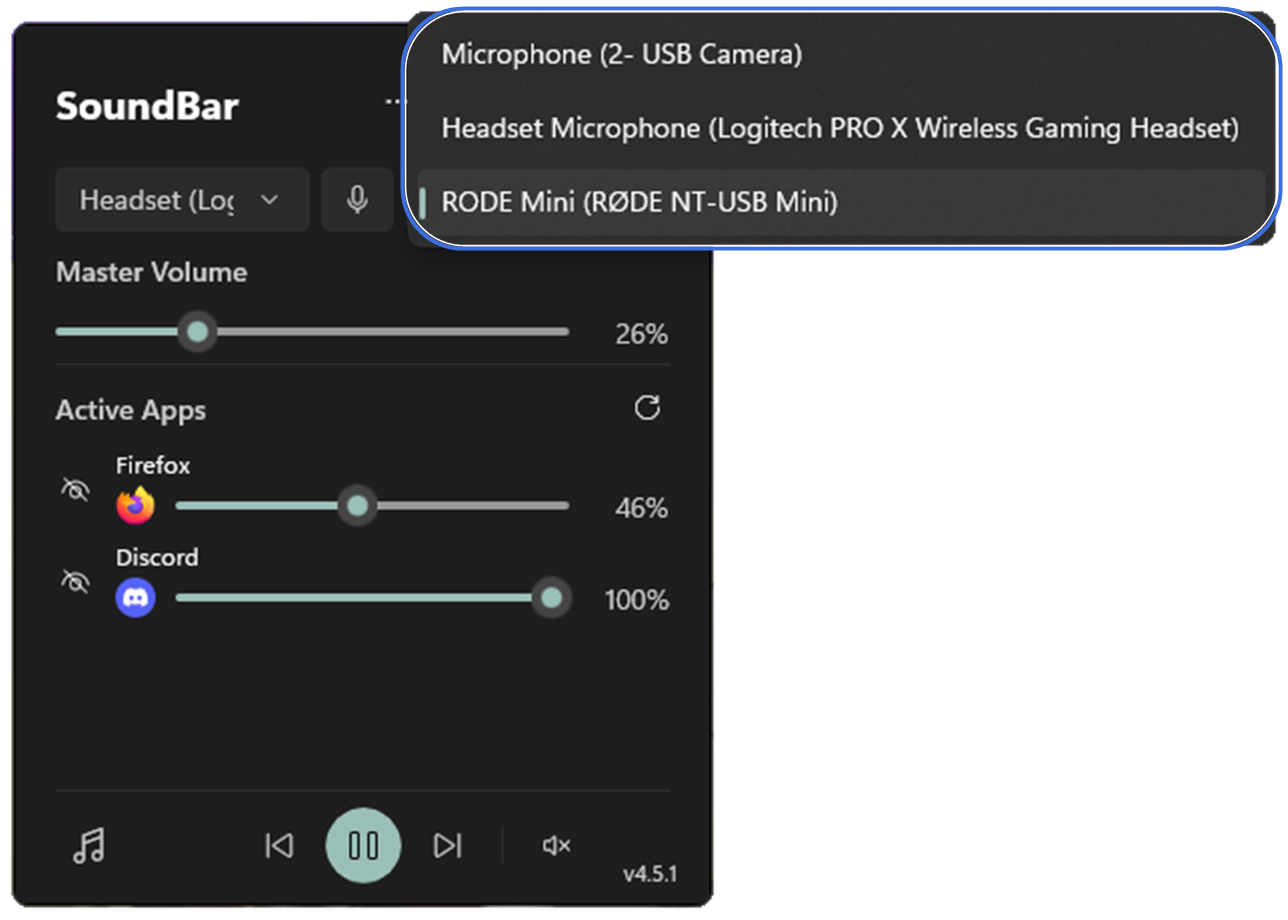 SoundBar
...
Microphone (2- USB Camera)
Headset Microphone (Logitech PRO X Wireless Gaming Headset)
RODE Mini (RØDE NT-USB Mini)
Headset (Log
Master Volume
26%
Active Apps
Firefox
46%
Discord
100%
v4.5.1